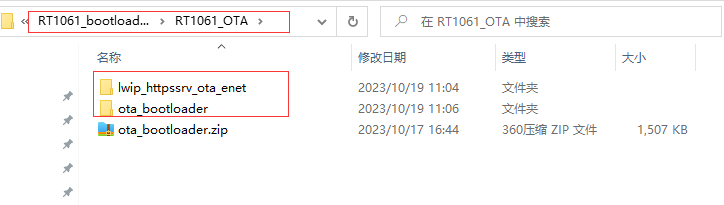 « RT1061_bootload... > RT1061_OTA > 在 RT1061_OTA 中搜索
名称 修改日期 类型 大小
lwip_httpssrv_ota_enet 2023/10/19 11:04 文件夹
ota_bootloader 2023/10/19 11:06 文件夹
ota_bootloader.zip 2023/10/17 16:44 360压缩 ZIP 文件 1,507 KB